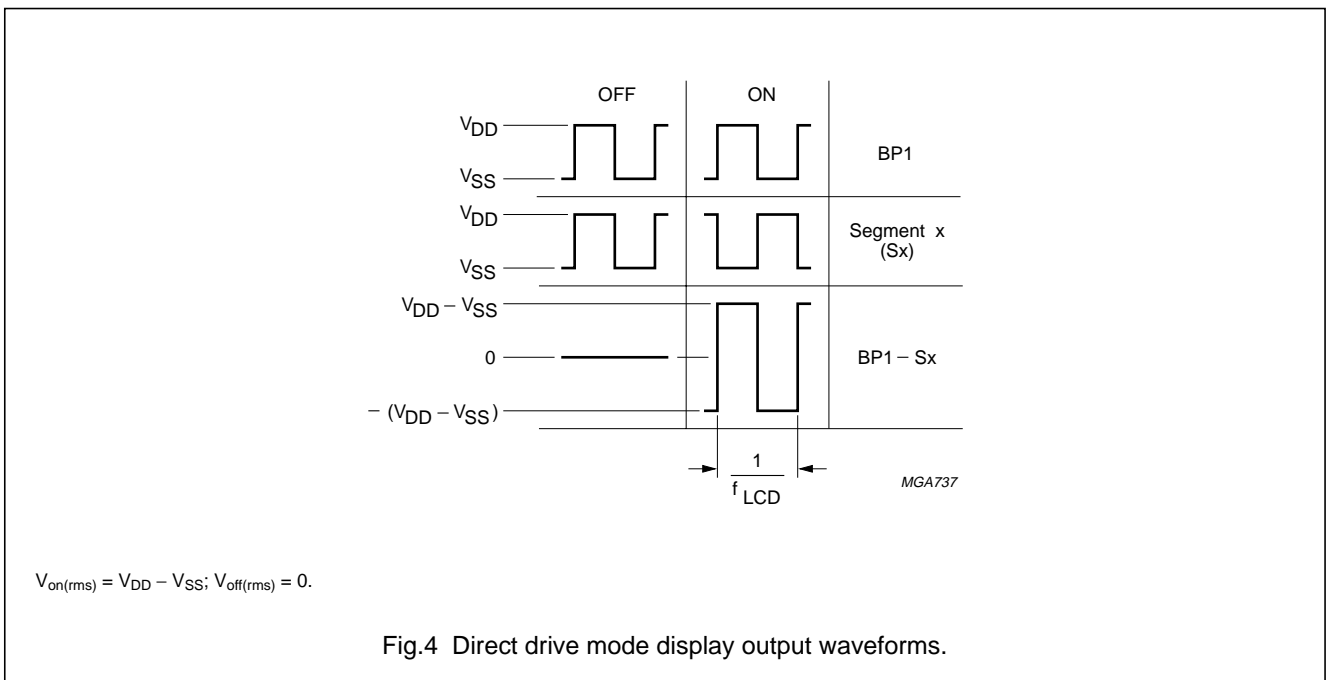 OFF ON
VDD
VSS
BP1
VDD
VSS
Segment x
(Sx)
VDD − VSS
0
− (VDD − VSS)
BP1 − Sx
1
f LCD
MGA737
Von(rms) = VDD − VSS; Voff(rms) = 0.
Fig.4 Direct drive mode display output waveforms.